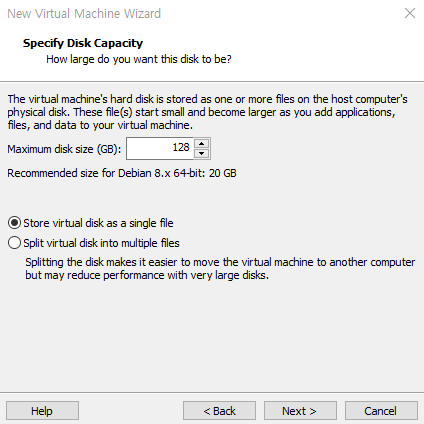 New Virtual Machine Wizard
Specify Disk Capacity
How large do you want this disk to be?
The virtual machine's hard disk is stored as one or more files on the host computer's
physical disk. These file(s) start small and become larger as you add applications,
files, and data to your virtual machine.
Maximum disk size (GB): 128
Recommended size for Debian 8.x 64-bit: 20 GB
Store virtual disk as a single file
Split virtual disk into multiple files
Splitting the disk makes it easier to move the virtual machine to another computer
but may reduce performance with very large disks.
Help < Back Next > Cancel